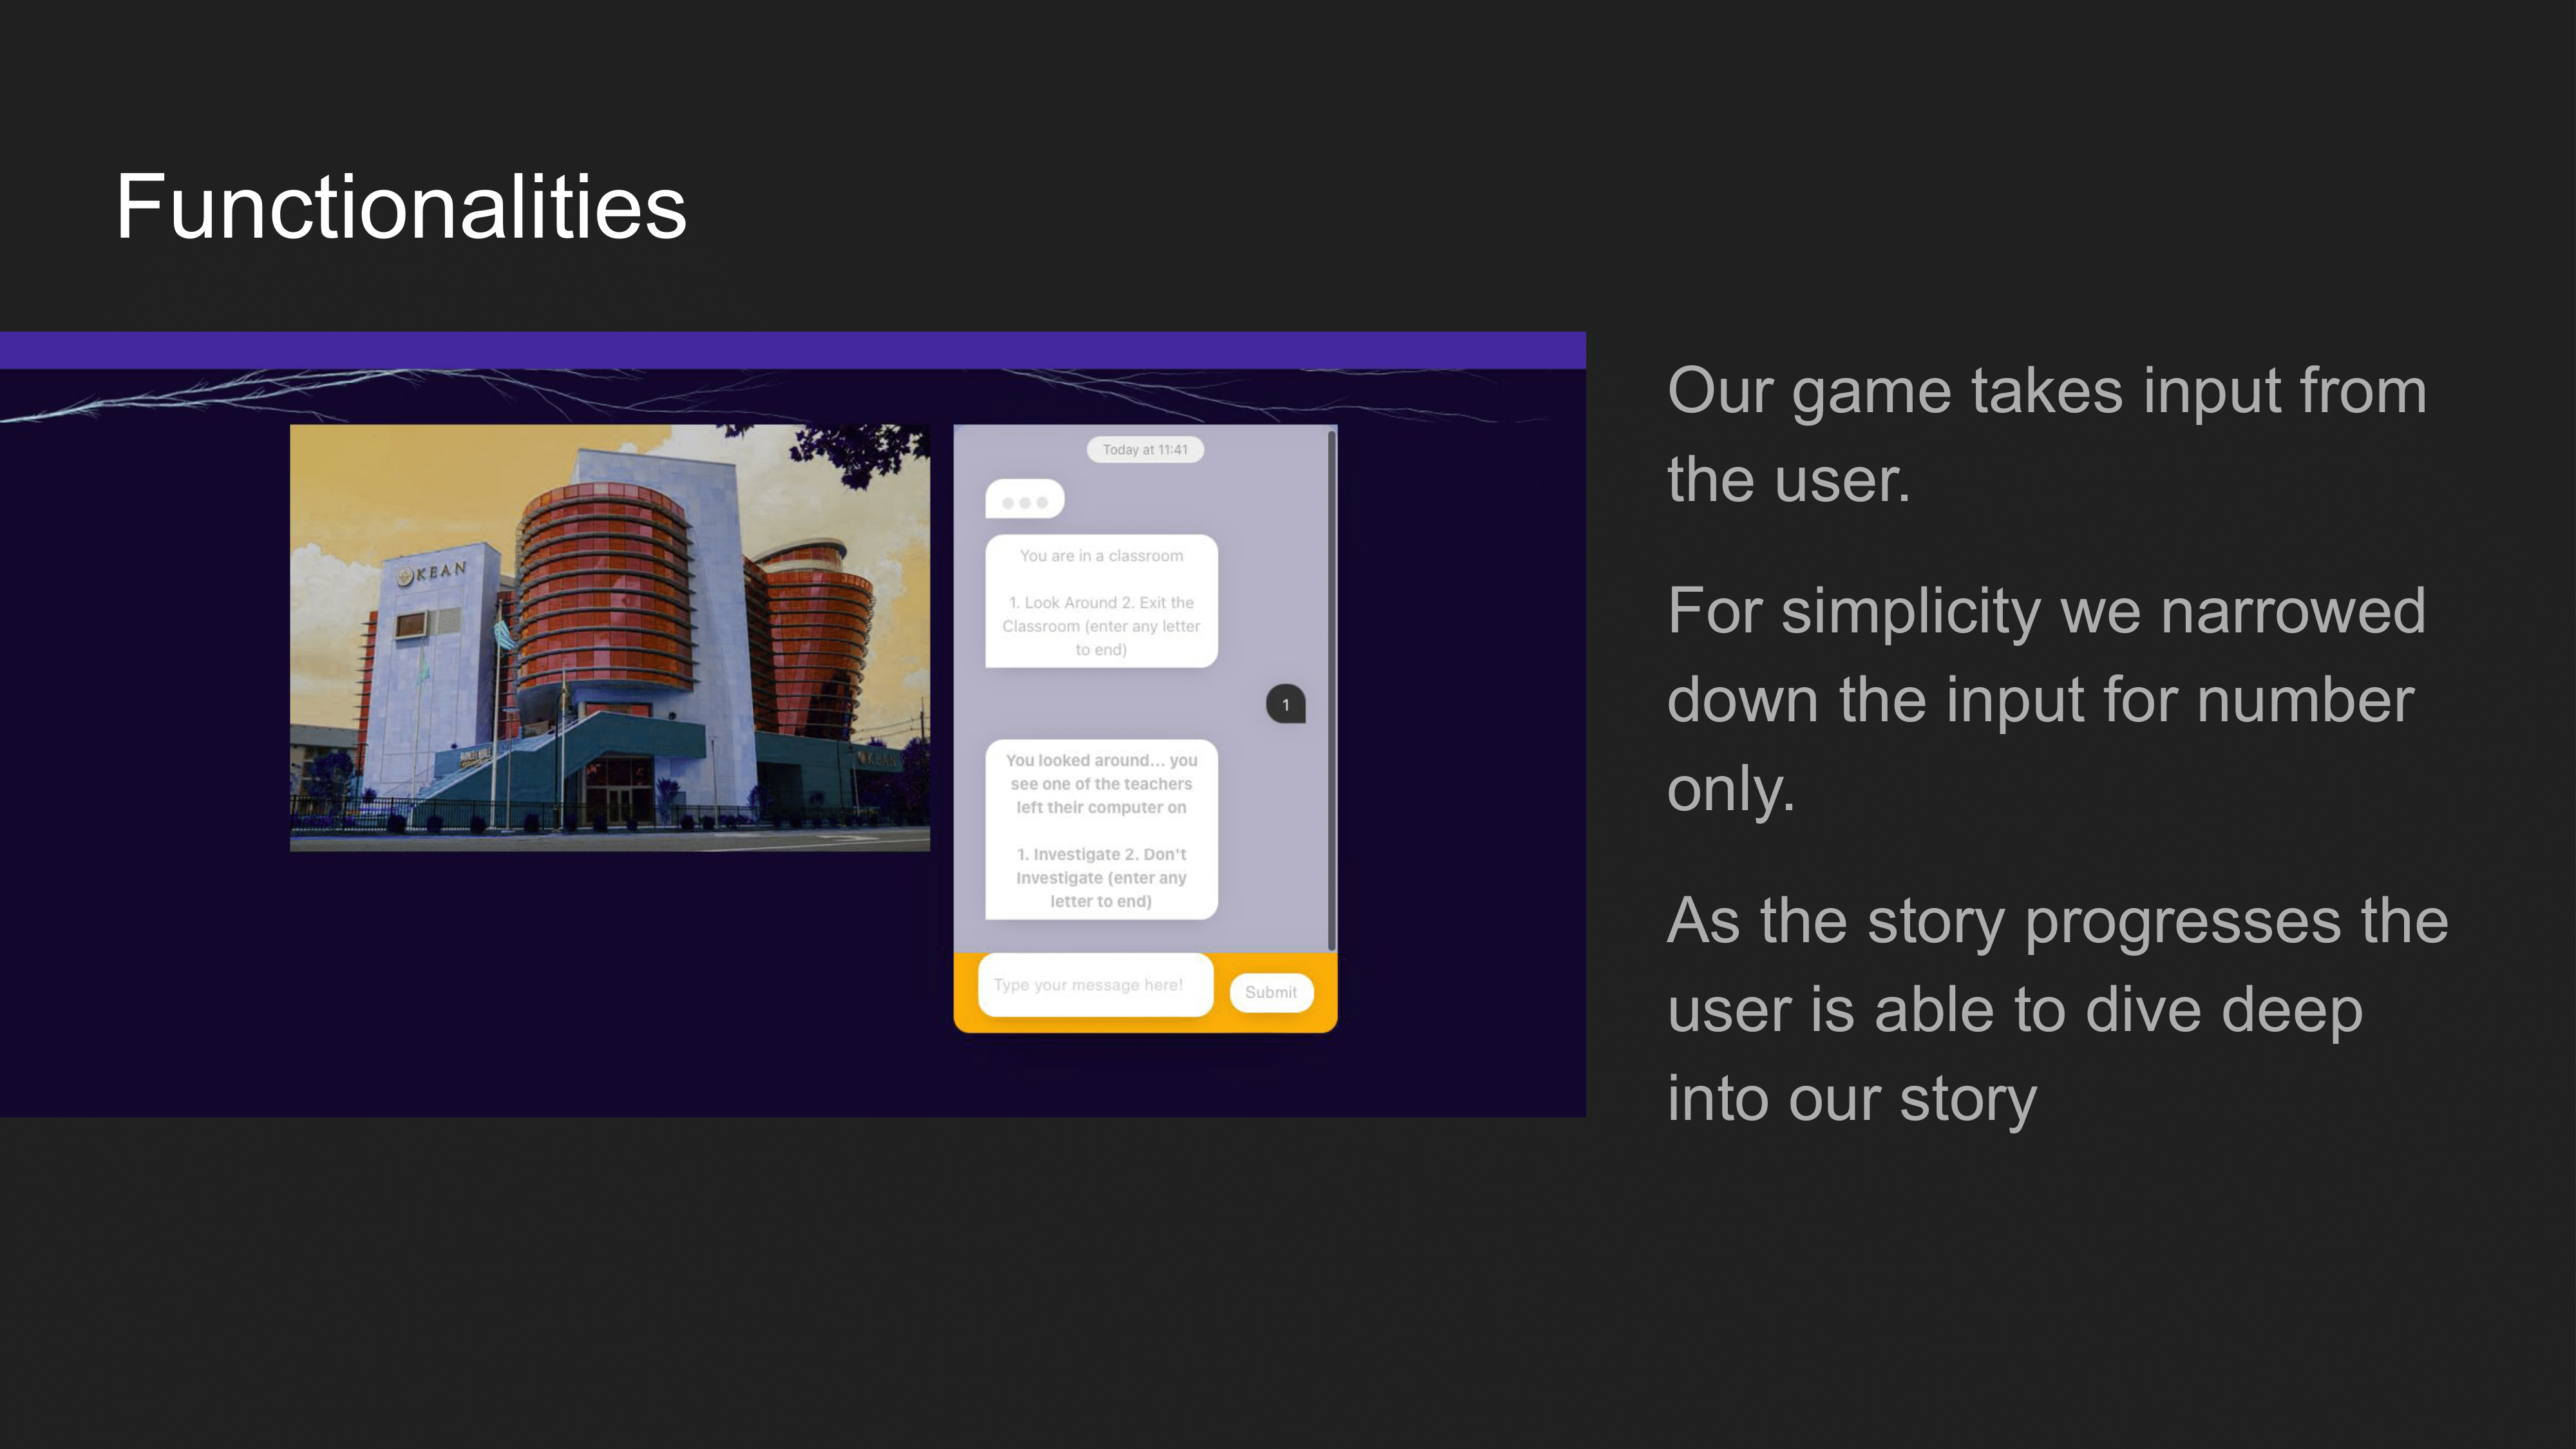 Functionalities
KEAN
Today at 11:41
You are in a classroom
1. Look Around 2. Exit the
Classroom (enter any letter
to end)
1
You looked around... you
see one of the teachers
left their computer on
1. Investigate 2. Don't
Investigate (enter any
letter to end)
Type your message here!
Submit
Our game takes input from
the user.
For simplicity we narrowed
down the input for number
only.
As the story progresses the
user is able to dive deep
into our story